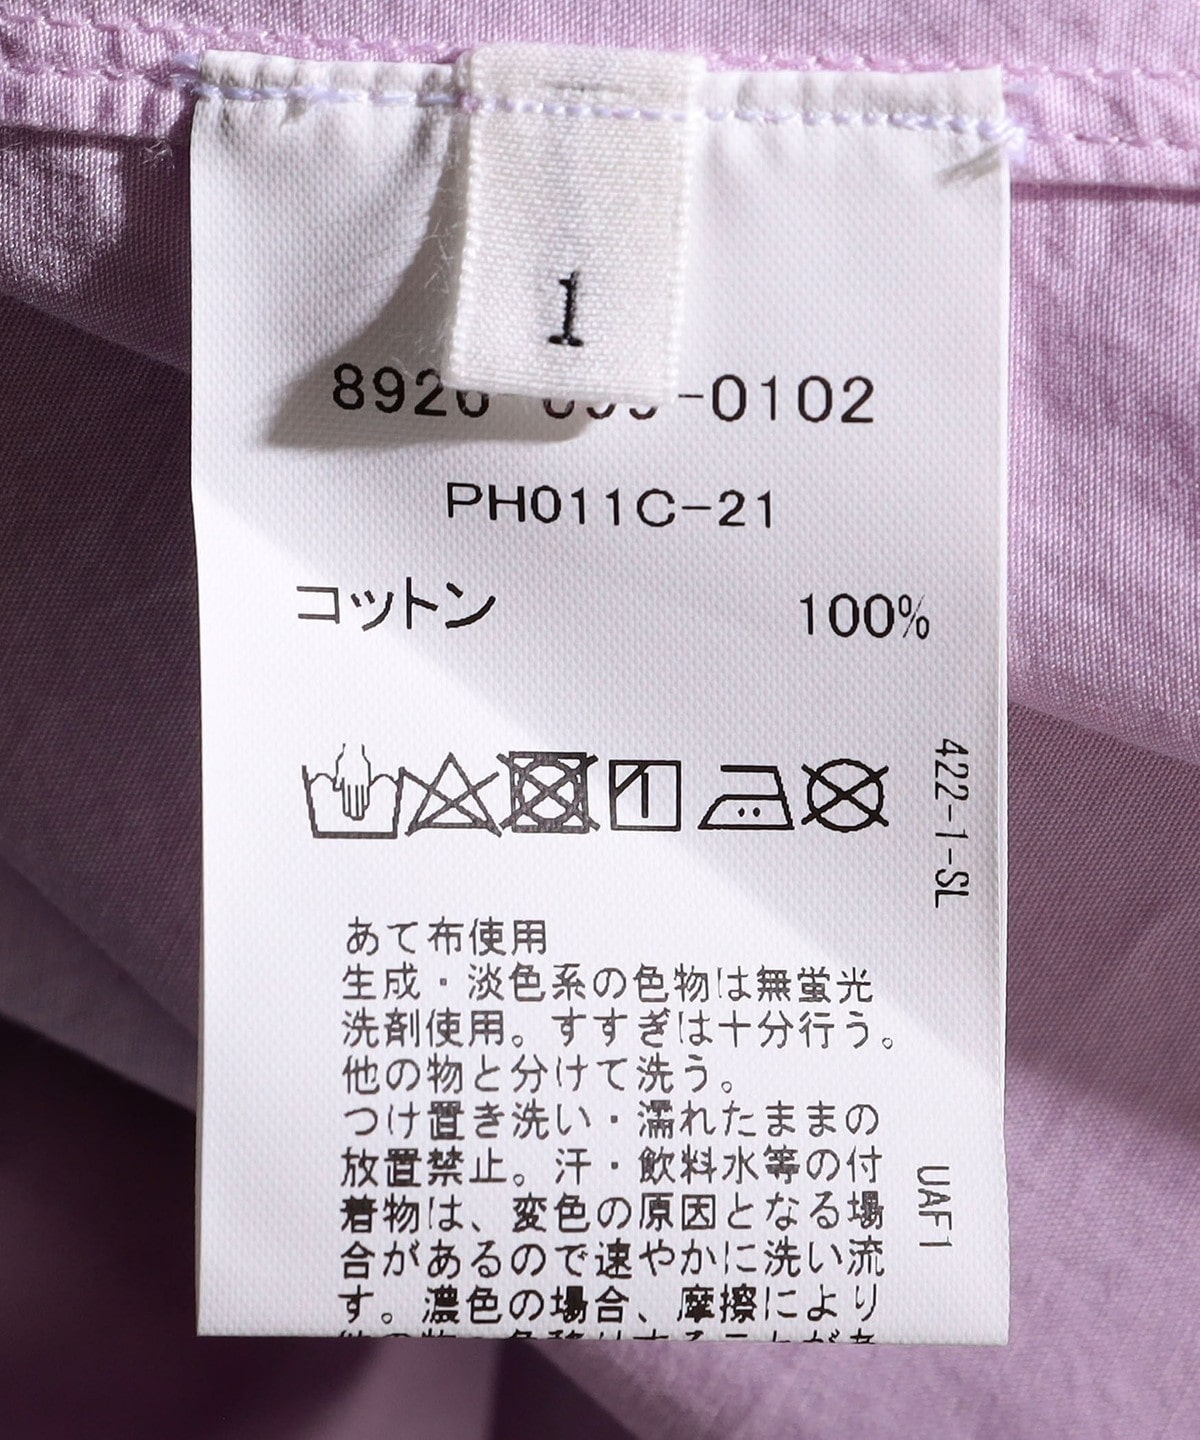 1
-0102
PH011C-21
コットン 100%
422-1-SL
あて布使用
生成・淡色系の色物は無蛍光
洗剤使用。すすぎは十分行う。
他の物と分けて洗う。
つけ置き洗い・濡れたままの
放置禁止。汗・飲料水等の付
着物は、変色の原因となる場
合があるので速やかに洗い流
す。濃色の場合、摩擦により
UAF1